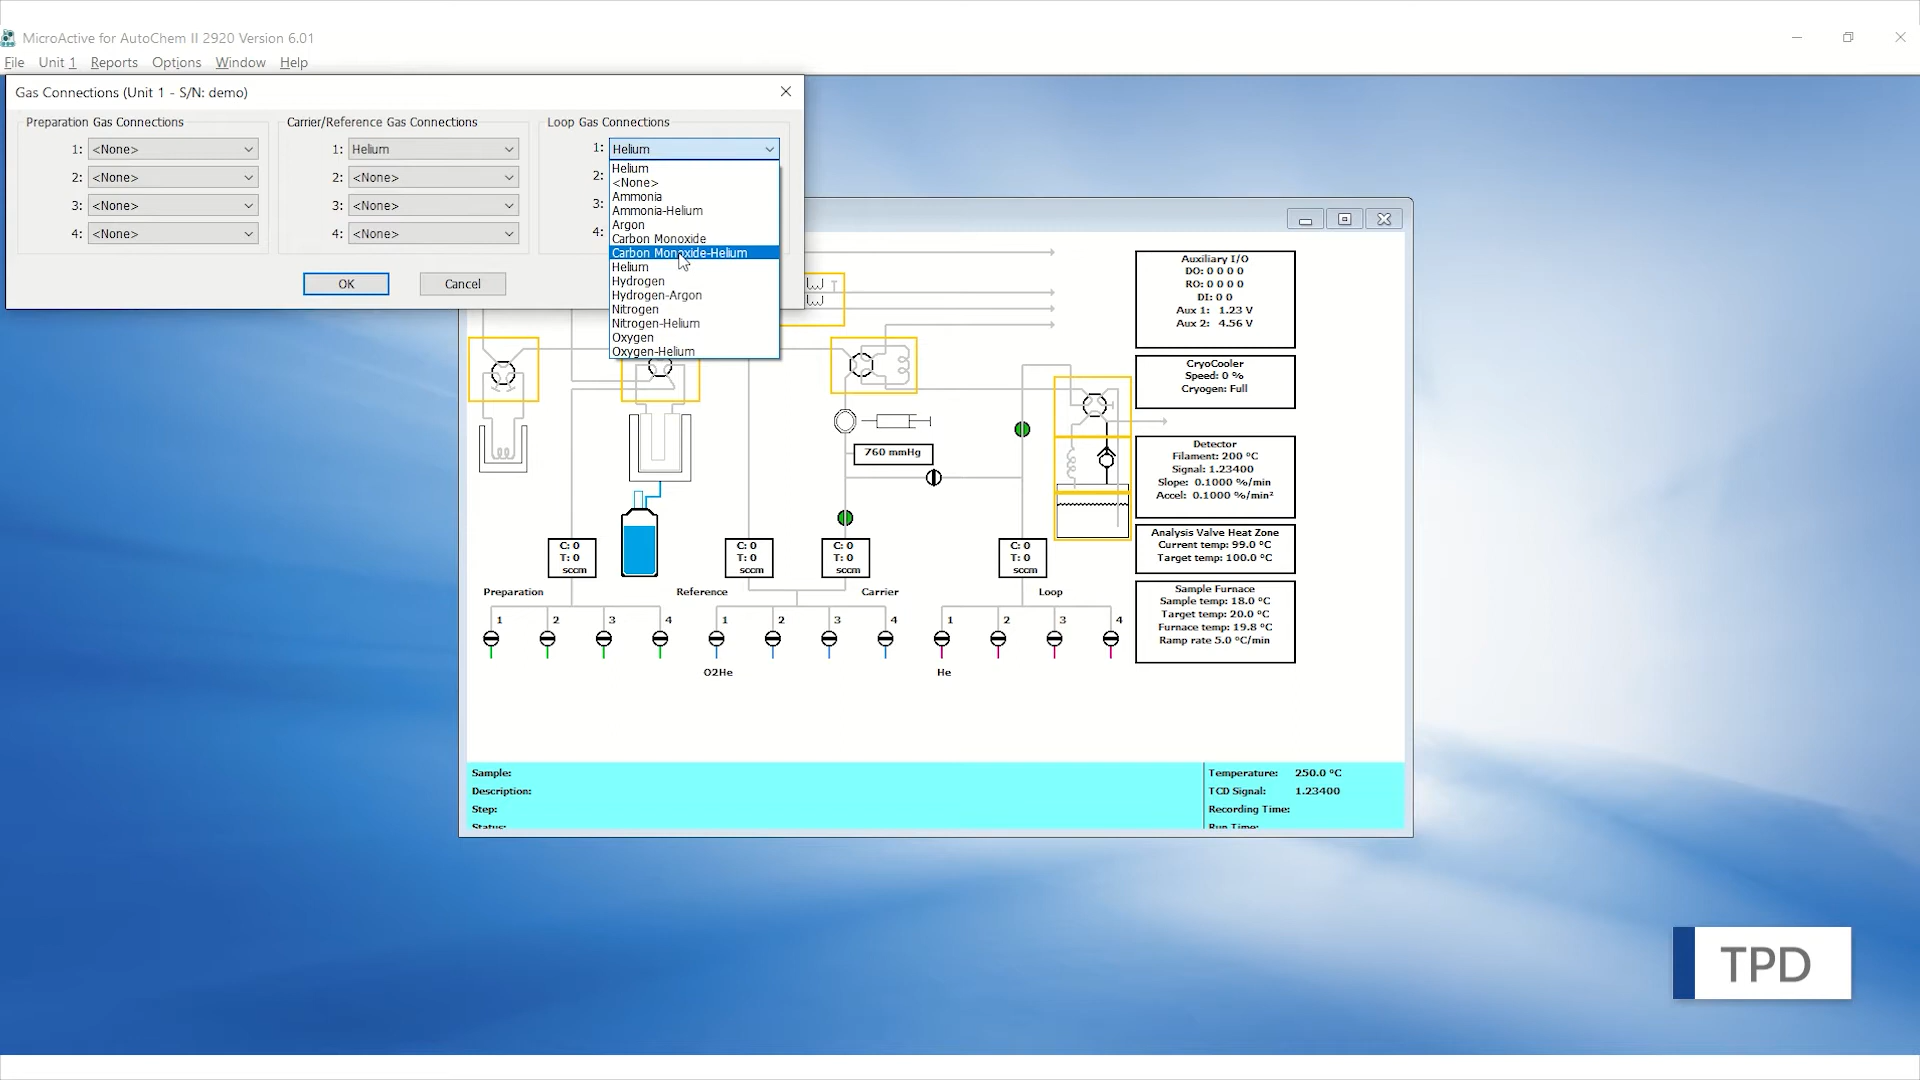 MicroActive for AutoChem II 2920 Version 6.01
File Unit 1 Reports Options Window Help
Gas Connections (Unit 1 - S/N: demo)
Preparation Gas Connections
1: <None>
2: <None>
3: <None>
4: <None>
Carrier/Reference Gas Connections
1: Helium
2: <None>
3: <None>
4: <None>
Loop Gas Connections
1: Helium
2:
3:
4:
Helium
<None>
Ammonia
Ammonia-Helium
Argon
Carbon Monoxide
Carbon Monoxide-Helium
Helium
Hydrogen
Hydrogen-Argon
Nitrogen
Nitrogen-Helium
Oxygen
Oxygen-Helium
OK Cancel
T
Auxiliary I/O
DO: 0 0 0 0
RO: 0 0 0 0
DI: 0 0
Aux 1: 1.23 V
Aux 2: 4.56 V
CryoCooler
Speed: 0 %
Cryogen: Full
760 mmHg
Detector
Filament: 200 °C
Signal: 1.23400
Slope: 0.1000 %/min
Accel: 0.1000 %/min²
Analysis Valve Heat Zone
Current temp: 99.0 °C
Target temp: 100.0 °C
Sample Furnace
Sample temp: 18.0 °C
Target temp: 20.0 °C
Furnace temp: 19.8 °C
Ramp rate 5.0 °C/min
C: 0
T: 0
sccm
C: 0
T: 0
sccm
C: 0
T: 0
sccm
C: 0
T: 0
sccm
Preparation Reference Carrier Loop
1 2 3 4 1 2 3 4 1 2 3 4
O2He He
Sample:
Description:
Step:
Status:
Temperature: 250.0 °C
TCD Signal: 1.23400
Recording Time:
Run Time:
TPD